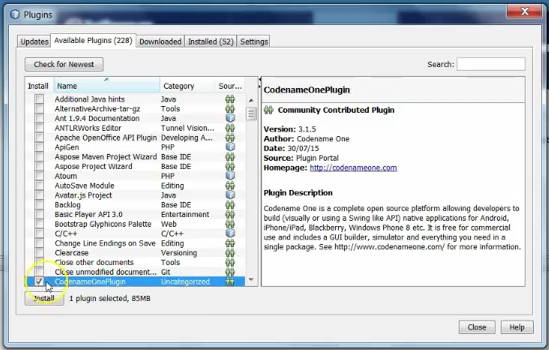 Plugins
Updates Available Plugins (228) Downloaded Installed (52) Settings
Check for Newest
Search:
Install Name Category Sour...
Additional Java hints Java
AlternativeArchive-tar-gz Tools
Ant 1.9.4 Documentation Java
ANTLRWorks Editor Tunnel Vision...
Apache OpenOffice API Plugin Developing A...
ApiGen PHP
Aspose Maven Project Wizard Base IDE
Aspose Project Wizard Base IDE
Atoum PHP
AutoSave Module Editing
Avatar.js Project Java
Backlog Base IDE
Basic Player API 3.0 Entertainment
Bootstrap Glyphicons Palette Web
C/C++ C/C++
Change Line Endings on Save Editing
Clearcase Versioning
Close other documents Tools
Close unmodified document... Git
CodenameOnePlugin Uncategorized
Install 1 plugin selected, 85MB
CodenameOnePlugin
Community Contributed Plugin
Version: 3.1.5
Author: Codename One
Date: 30/07/15
Source: Plugin Portal
Homepage: http://codenameone.com
Plugin Description
Codename One is a complete open source platform allowing developers to
build (visually or using a Swing like API) native applications for Android,
iPhone/iPad, Blackberry, Windows Phone 8 etc. It is free for commercial
use and includes a GUI builder, simulator and everything you need in a
single package. See http://www.codenameone.com/ for more information.
Close Help